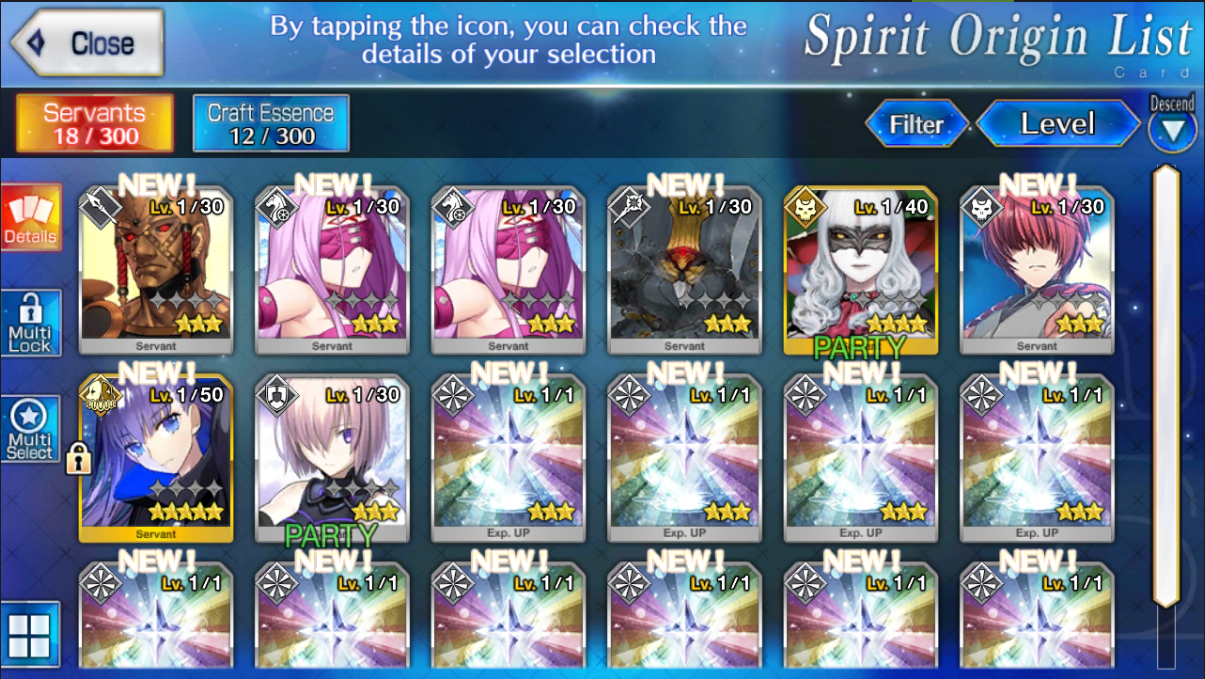 Close
By tapping the icon, you can check the
details of your selection
Spirit Origin List
Card
Servants
18 / 300
Craft Essence
12 / 300
Filter
Level
Descend
Details
Multi
Lock
Multi
Select
NEW! NEW! NEW! NEW!
Lv. 1/30 Lv. 1/30 Lv. 1/30 Lv. 1/30 Lv. 1/40 Lv. 1/30
Servant Servant Servant Servant PARTY Servant
NEW! NEW! NEW! NEW! NEW!
Lv. 1/50 Lv. 1/30 Lv. 1/1 Lv. 1/1 Lv. 1/1 Lv. 1/1
Servant PARTY Exp. UP Exp. UP Exp. UP Exp. UP
NEW! NEW! NEW! NEW! NEW! NEW!
Lv. 1/1 Lv. 1/1 Lv. 1/1 Lv. 1/1 Lv. 1/1 Lv. 1/1